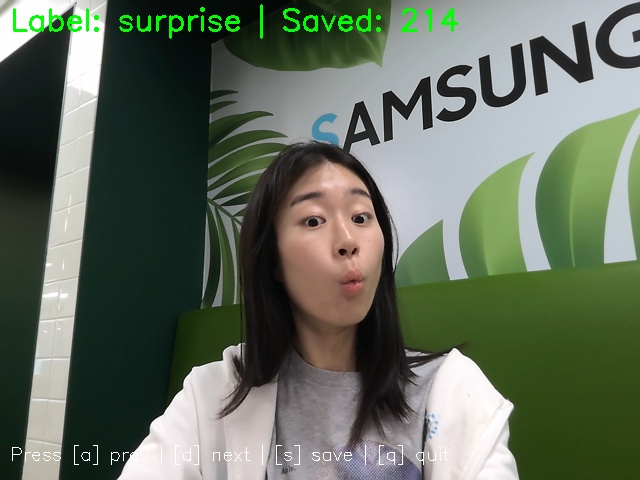 Label: surprise | Saved: 214
SAMSUNG
Press [a] prev | [d] next | [s] save | [q] quit